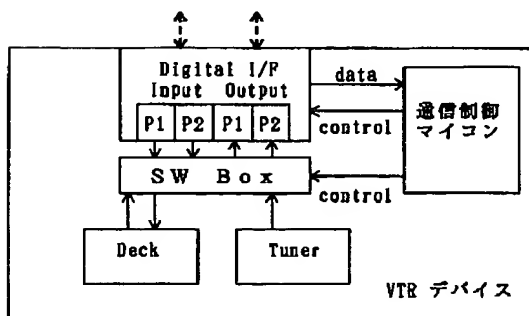 Digital I/F
Input Output
P1 P2 P1 P2
data
control
通信制御
マイコン
SW Box
control
Deck
Tuner
VTR デバイス